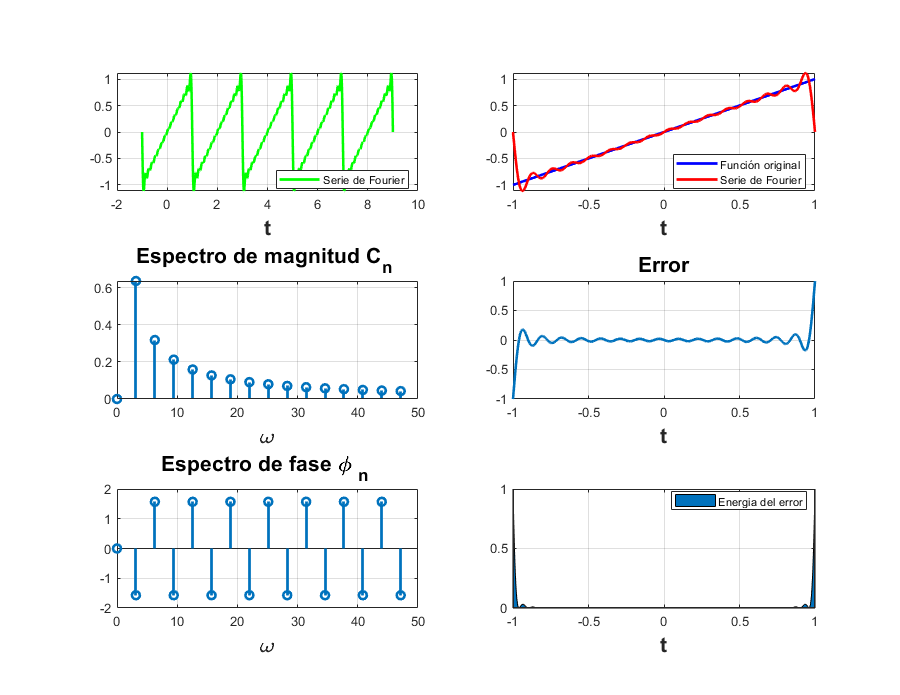 1
0.5
0
-0.5
-1
-2 0 2 4 6 8 10
t
Serie de Fourier
1
0.5
0
-0.5
-1
-1 -0.5 0 0.5 1
t
Función original
Serie de Fourier
Espectro de magnitud Cn
0.6
0.4
0.2
0
0 10 20 30 40 50
ω
Error
1
0.5
0
-0.5
-1
-1 -0.5 0 0.5 1
t
Espectro de fase ϕn
2
1
0
-1
-2
0 10 20 30 40 50
ω
1
0.5
0
-1 -0.5 0 0.5 1
t
Energia del error